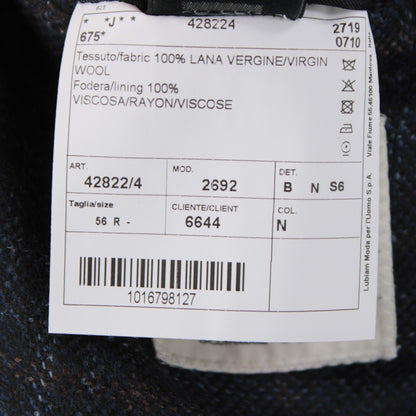 * *J** 428224 2719
675* 0710
Tessuto/fabric 100% LANA VERGINE/VIRGIN
WOOL
Fodera/lining 100%
VISCOSA/RAYON/VISCOSE
ART. MOD. DET.
42822/4 2692 B N S6
Taglia/size CLIENTE/CLIENT COL.
56 R - 6644 N
1016798127
Lubiam Moda per l'Uomo S.p.A.
Viale Fiume 55,46100 Mantova - Italia